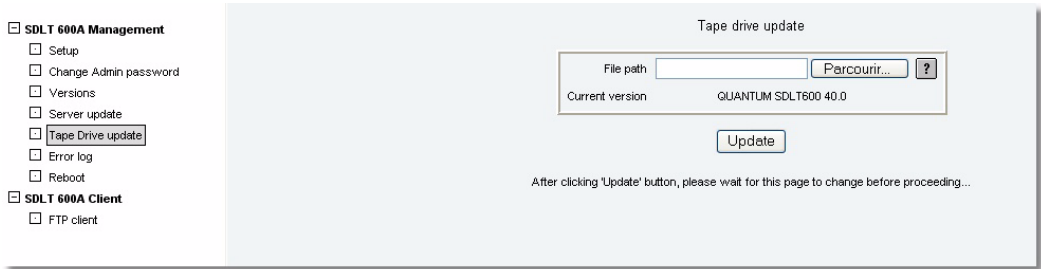 SDLT 600A Management
Setup
Change Admin password
Versions
Server update
Tape Drive update
Error log
Reboot
SDLT 600A Client
FTP client
Tape drive update
File path Parcourir... ?
Current version QUANTUM SDLT600 40.0
Update
After clicking 'Update' button, please wait for this page to change before proceeding...